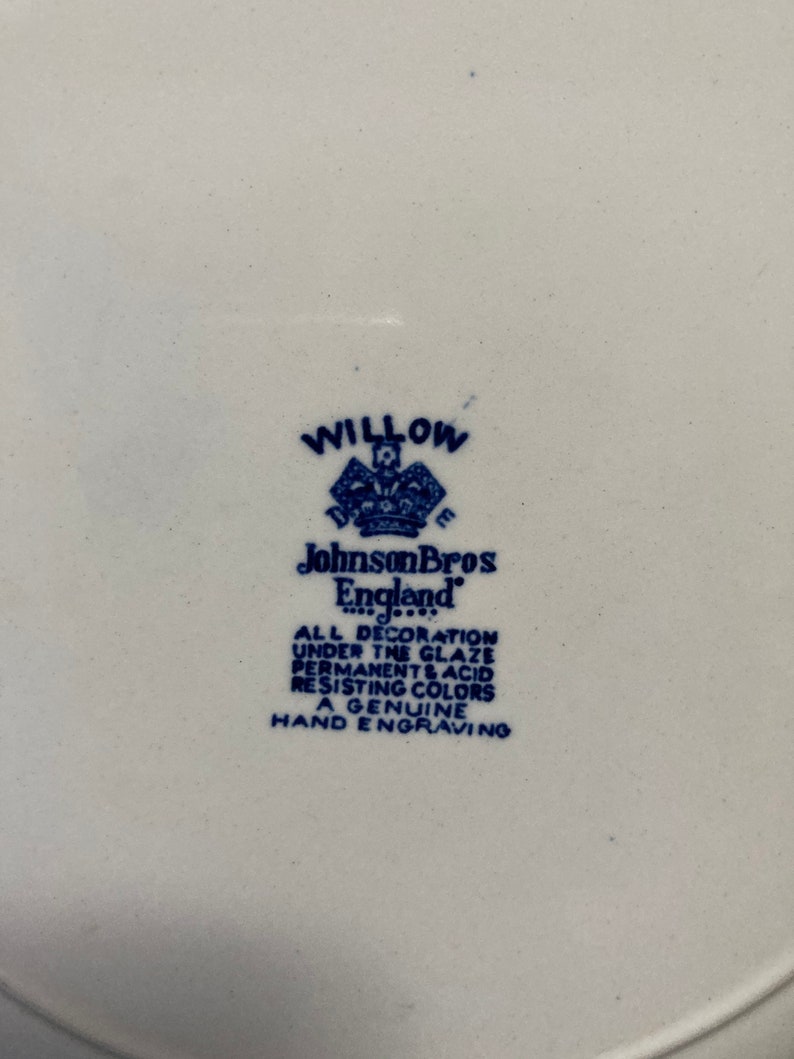 WILLOW
D E
JohnsonBros
England
ALL DECORATION
UNDER THE GLAZE
PERMANENT & ACID
RESISTING COLORS
A GENUINE
HAND ENGRAVING